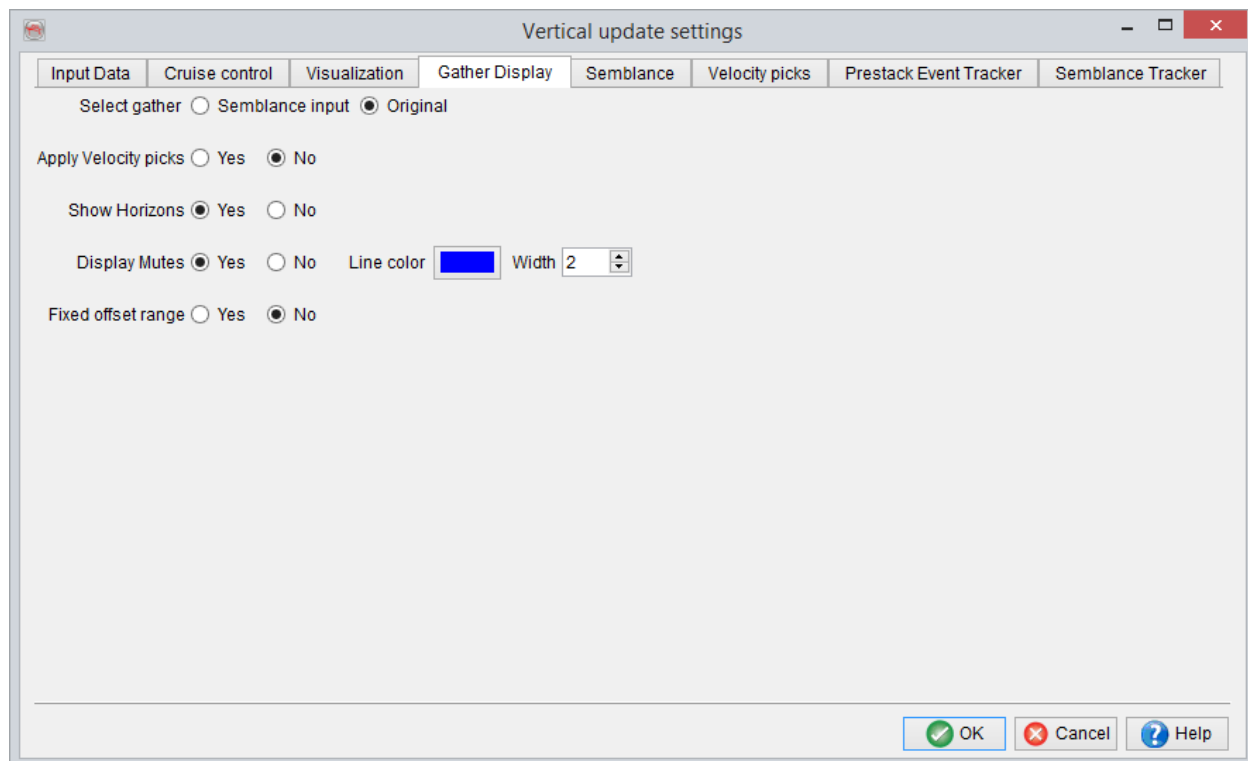 Vertical update settings
Input Data Cruise control Visualization Gather Display Semblance Velocity picks Prestack Event Tracker Semblance Tracker
Select gather Semblance input Original
Apply Velocity picks Yes No
Show Horizons Yes No
Display Mutes Yes No Line color Width 2
Fixed offset range Yes No
OK Cancel Help